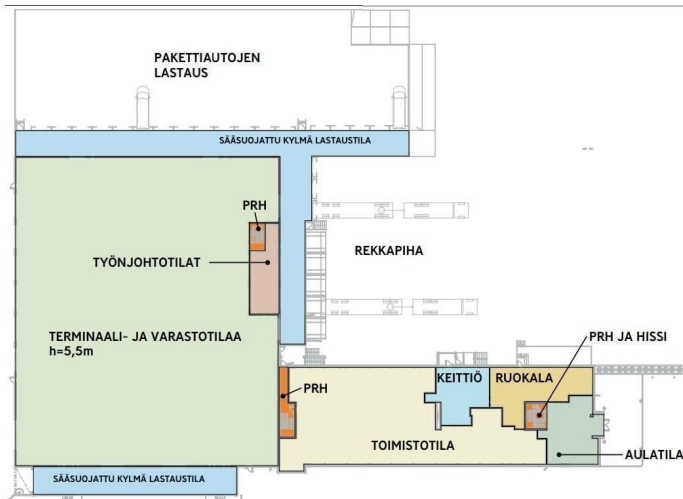 PAKETTIAUTOJEN
LASTAUS
SÄÄSUOJATTU KYLMÄ LASTAUSTILA
PRH
REKKAPIHA
TYÖNJOHTOTILAT
TERMINAALI- JA VARASTOTILAA
h=5,5m
PRH JA HISSI
KEITTIÖ
RUOKALA
PRH
TOIMISTOTILA
AULATILA
SÄÄSUOJATTU KYLMÄ LASTAUSTILA